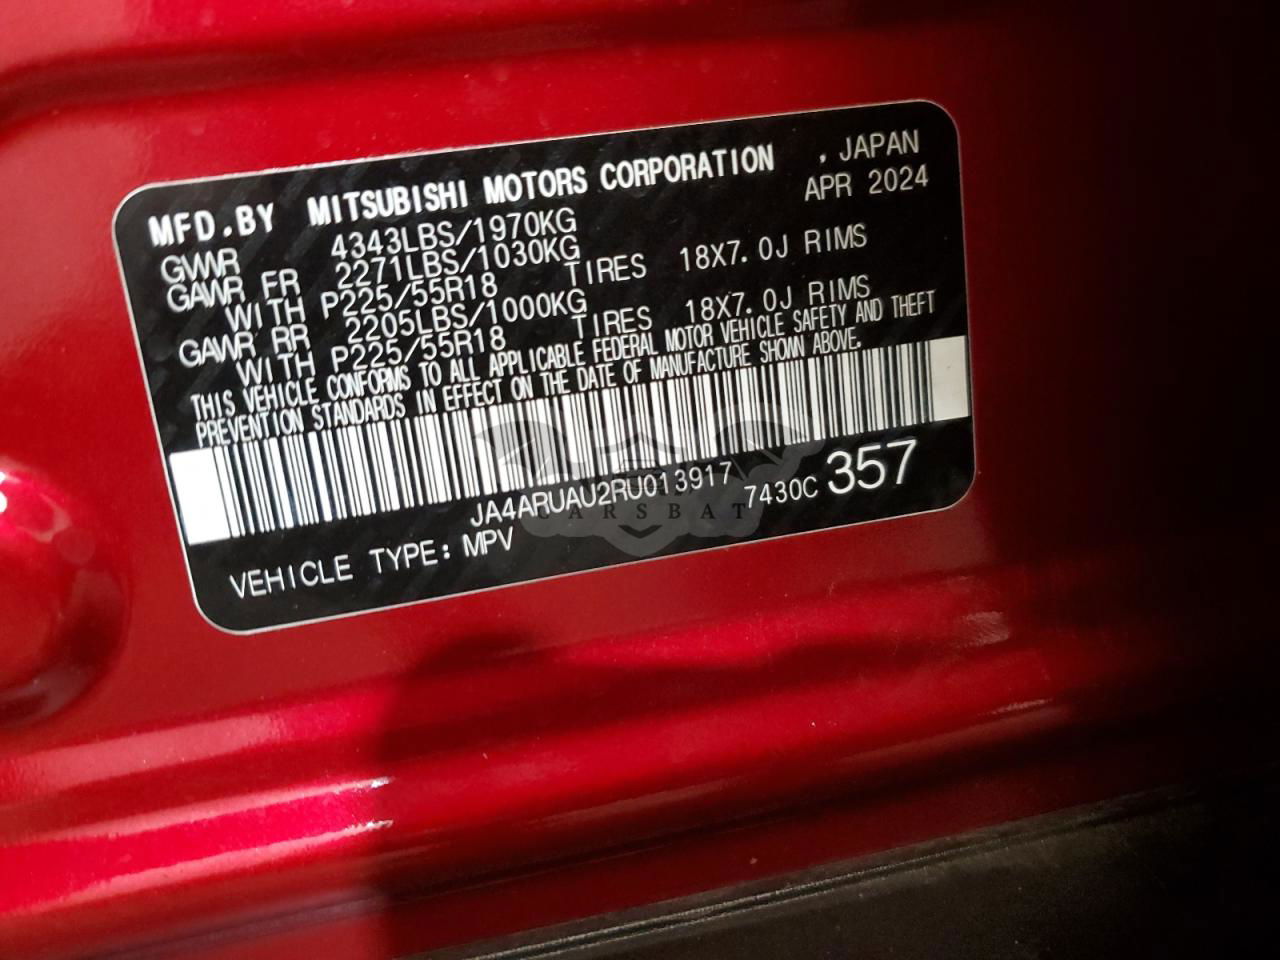 MFD.BY MITSUBISHI MOTORS CORPORATION , JAPAN
APR 2024
GVWR 4343LBS/1970KG
GAWR FR 2271LBS/1030KG
WITH P225/55R18 TIRES 18X7.0J RIMS
GAWR RR 2205LBS/1000KG
WITH P225/55R18 TIRES 18X7.0J RIMS
THIS VEHICLE CONFORMS TO ALL APPLICABLE FEDERAL MOTOR VEHICLE SAFETY AND THEFT
PREVENTION STANDARDS IN EFFECT ON THE DATE OF MANUFACTURE SHOWN ABOVE.
JA4ARUAU2RU013917 7430C 357
CARSBAT
VEHICLE TYPE: MPV